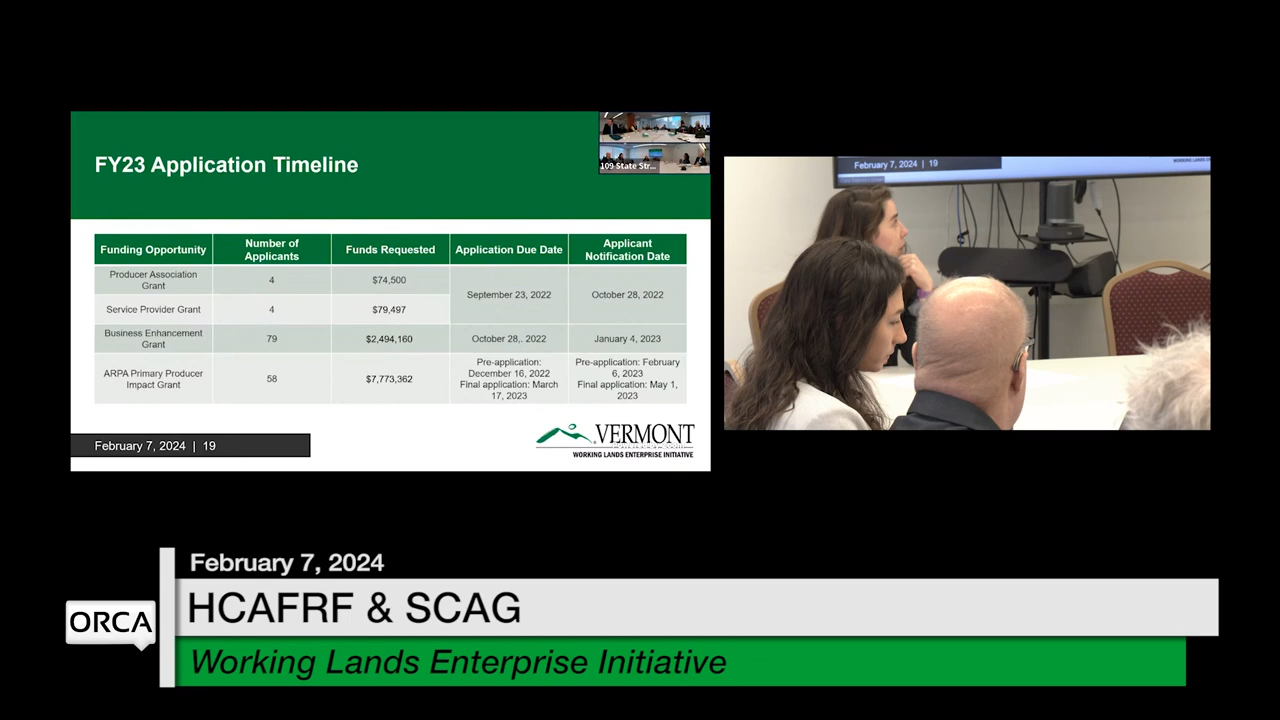 FY23 Application Timeline
109 State Str...
Funding Opportunity
Number of
Applicants
Funds Requested
Application Due Date
Applicant
Notification Date
Producer Association
Grant
4
$74,500
September 23, 2022
October 28, 2022
Service Provider Grant
4
$79,497
Business Enhancement
Grant
79
$2,494,160
October 28,. 2022
January 4, 2023
ARPA Primary Producer
Impact Grant
58
$7,773,362
Pre-application:
December 16, 2022
Final application: March
17, 2023
Pre-application: February
6, 2023
Final application: May 1,
2023
February 7, 2024 | 19
VERMONT
WORKING LANDS ENTERPRISE INITIATIVE
February 7, 2024 | 19
February 7, 2024
ORCA
HCAFRF & SCAG
Working Lands Enterprise Initiative